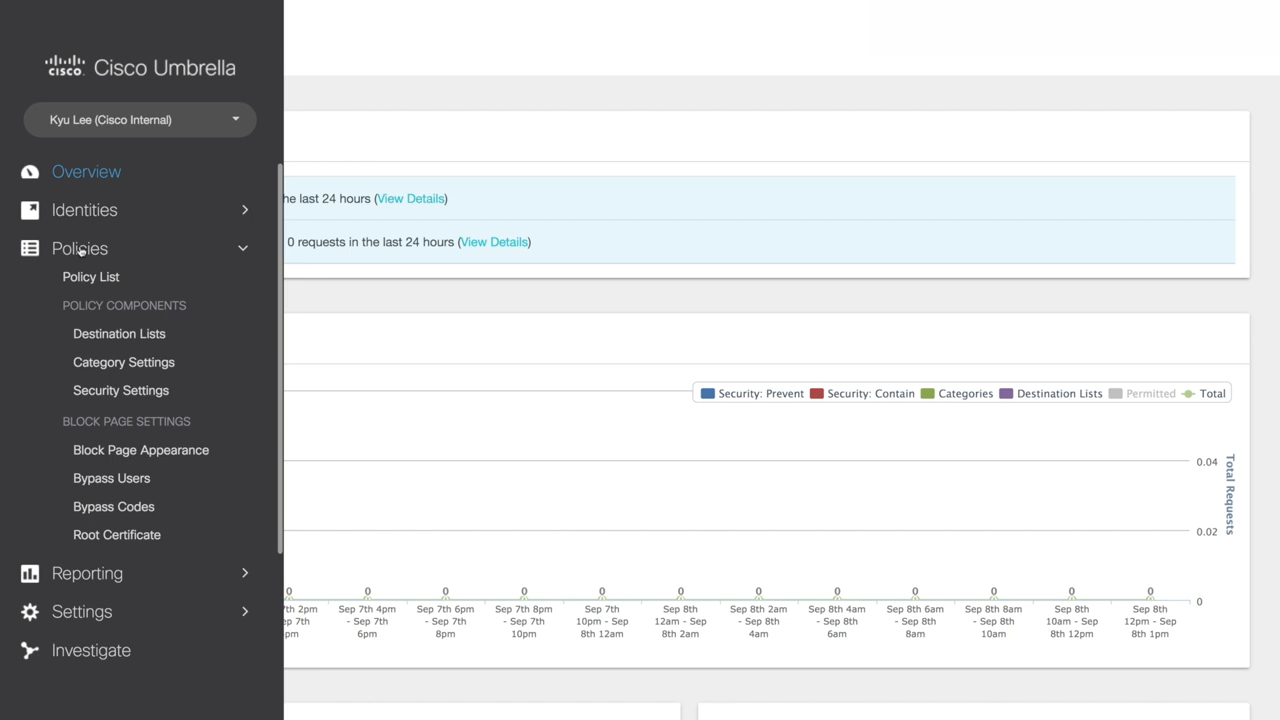 cisco Cisco Umbrella
Kyu Lee (Cisco Internal)
Overview
Identities
Policies
Policy List
POLICY COMPONENTS
Destination Lists
Category Settings
Security Settings
BLOCK PAGE SETTINGS
Block Page Appearance
Bypass Users
Bypass Codes
Root Certificate
Reporting
Settings
Investigate
he last 24 hours (View Details)
0 requests in the last 24 hours (View Details)
Security: Prevent Security: Contain Categories Destination Lists Permitted Total
0.04
0.02
0
Total Requests
0 0 0 0 0 0 0 0 0 0 0 0
7th 2pm Sep 7th 4pm Sep 7th 6pm Sep 7th 8pm Sep 7th Sep 8th Sep 8th 2am Sep 8th 4am Sep 8th 6am Sep 8th 8am Sep 8th Sep 8th
ep 7th - Sep 7th - Sep 7th - Sep 7th 10pm - Sep 12am - Sep - Sep 8th - Sep 8th - Sep 8th - Sep 8th 10am - Sep 12pm - Sep
pm 6pm 8pm 10pm 8th 12am 8th 2am 4am 6am 8am 10am 8th 12pm 8th 1pm